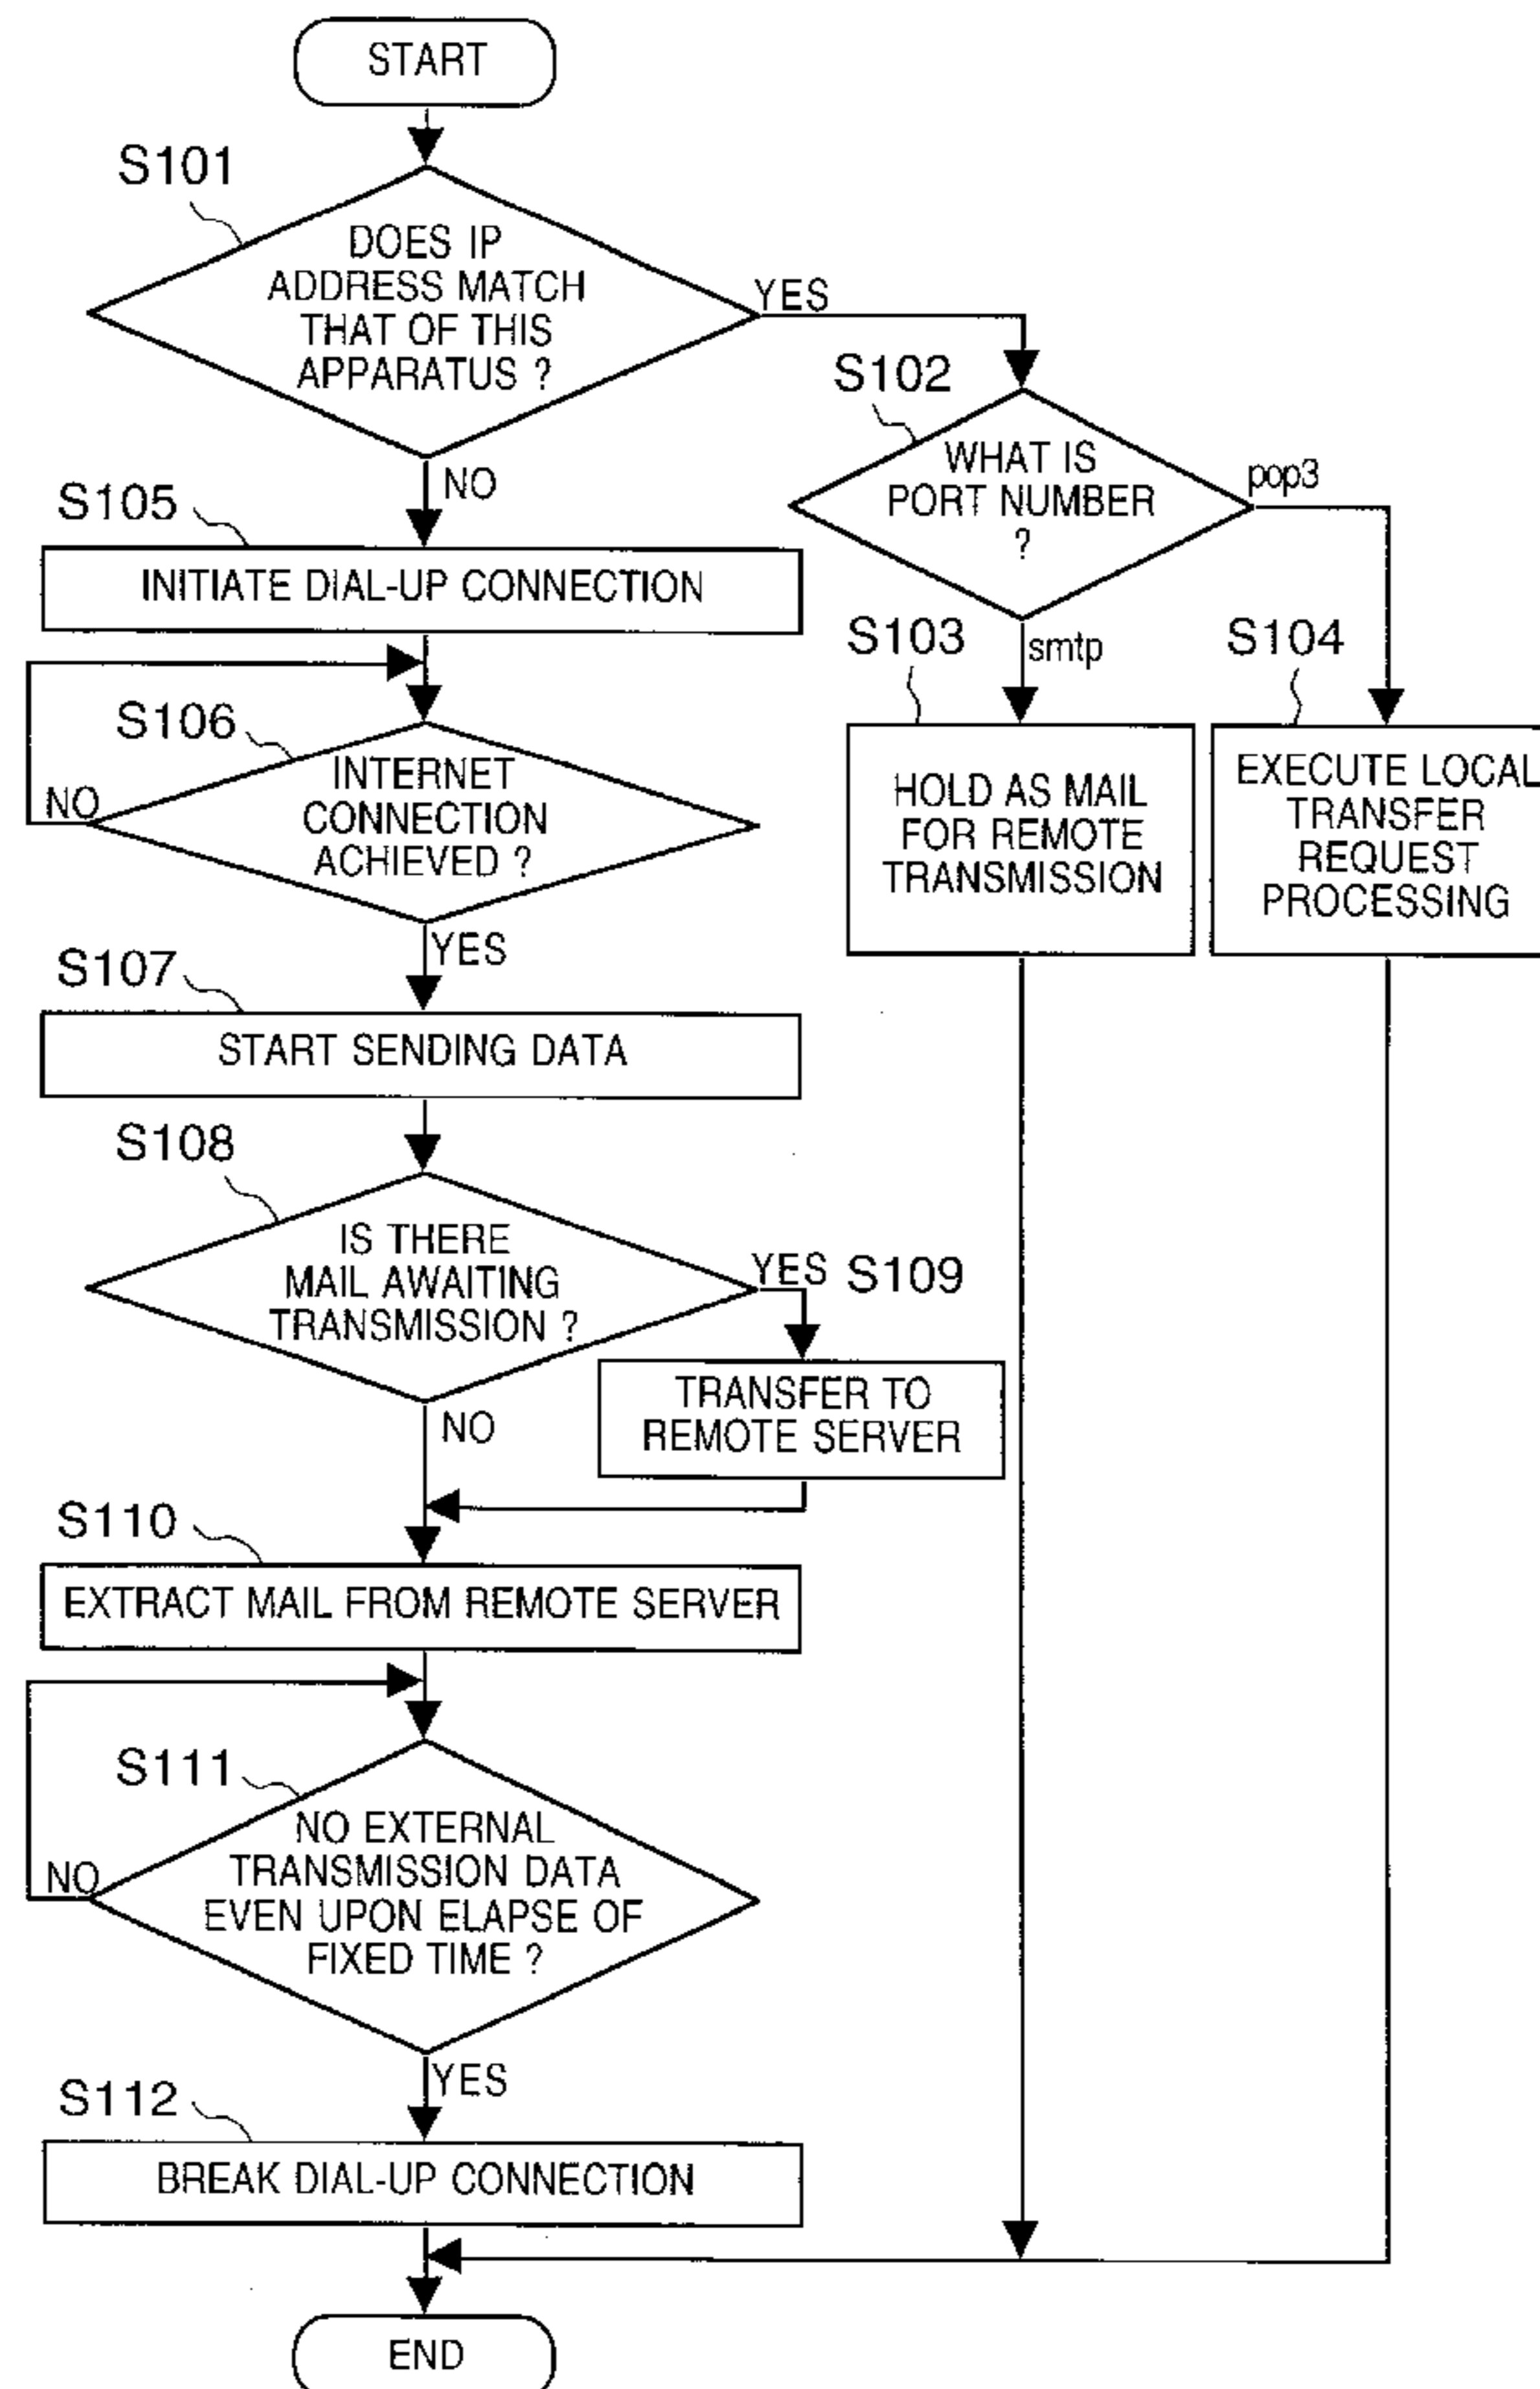 START
S101
DOES IP
ADDRESS MATCH
THAT OF THIS
APPARATUS ?
YES
NO
S102
WHAT IS
PORT NUMBER
?
pop3
smtp
S105
INITIATE DIAL-UP CONNECTION
S103
HOLD AS MAIL
FOR REMOTE
TRANSMISSION
S104
EXECUTE LOCAL
TRANSFER
REQUEST
PROCESSING
S106
INTERNET
CONNECTION
ACHIEVED ?
NO
YES
S107
START SENDING DATA
S108
IS THERE
MAIL AWAITING
TRANSMISSION ?
YES
NO
S109
TRANSFER TO
REMOTE SERVER
S110
EXTRACT MAIL FROM REMOTE SERVER
S111
NO EXTERNAL
TRANSMISSION DATA
EVEN UPON ELAPSE OF
FIXED TIME ?
NO
YES
S112
BREAK DIAL-UP CONNECTION
END